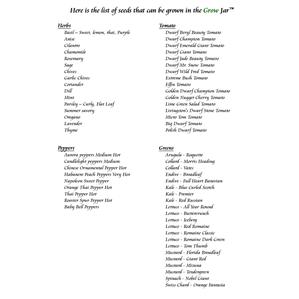 Here is the list of seeds that can be grown in the Grow Jar™
Herbs
Basil – Sweet, lemon, thai, Purple
Anise
Cilantro
Chamomile
Rosemary
Sage
Chives
Garlic Chives
Coriander
Dill
Mint
Parsley – Curly, Flat Leaf
Summer savory
Oregano
Lavender
Thyme
Tomato
Dwarf Beryl Beauty Tomato
Dwarf Champion Tomato
Dwarf Emerald Giant Tomato
Dwarf Giant Tomato
Dwarf Jade Beauty Tomato
Dwarf Mr. Snow Tomato
Dwarf Wild Fred Tomato
Extreme Bush Tomato
Elfin Tomato
Golden Dwarf Champion Tomato
Golden Nugget Cherry Tomato
Lime Green Salad Tomato
Livingston's Dwarf Stone Tomato
Micro Tom Tomato
Big Dwarf Tomato
Polish Dwarf Tomato
Peppers
Aurora peppers Medium Hot
Candlelight peppers Medium
Chinese Ornamental Pepper Hot
Habanero Peach Peppers Very Hot
Napoleon Sweet Pepper
Orange Thai Pepper Hot
Thai Pepper Hot
Rooster Spur Pepper Hot
Baby Bell Peppers
Greens
Arugula - Roquette
Collard - Morris Heading
Collard - Vates
Endive - Broadleaf
Endive - Full Heart Batavian
Kale - Blue Curled Scotch
Kale - Premier
Kale - Red Russian
Lettuce - All Year Round
Lettuce - Buttercrunch
Lettuce - Iceberg
Lettuce - Red Romaine
Lettuce - Romaine Classic
Lettuce - Romaine Dark Green
Lettuce - Tom Thumb
Mustard - Florida Broadleaf
Mustard - Giant Red
Mustard - Mizuna
Mustard - Tendergreen
Spinach - Nobel Giant
Swiss Chard - Orange Fantasia